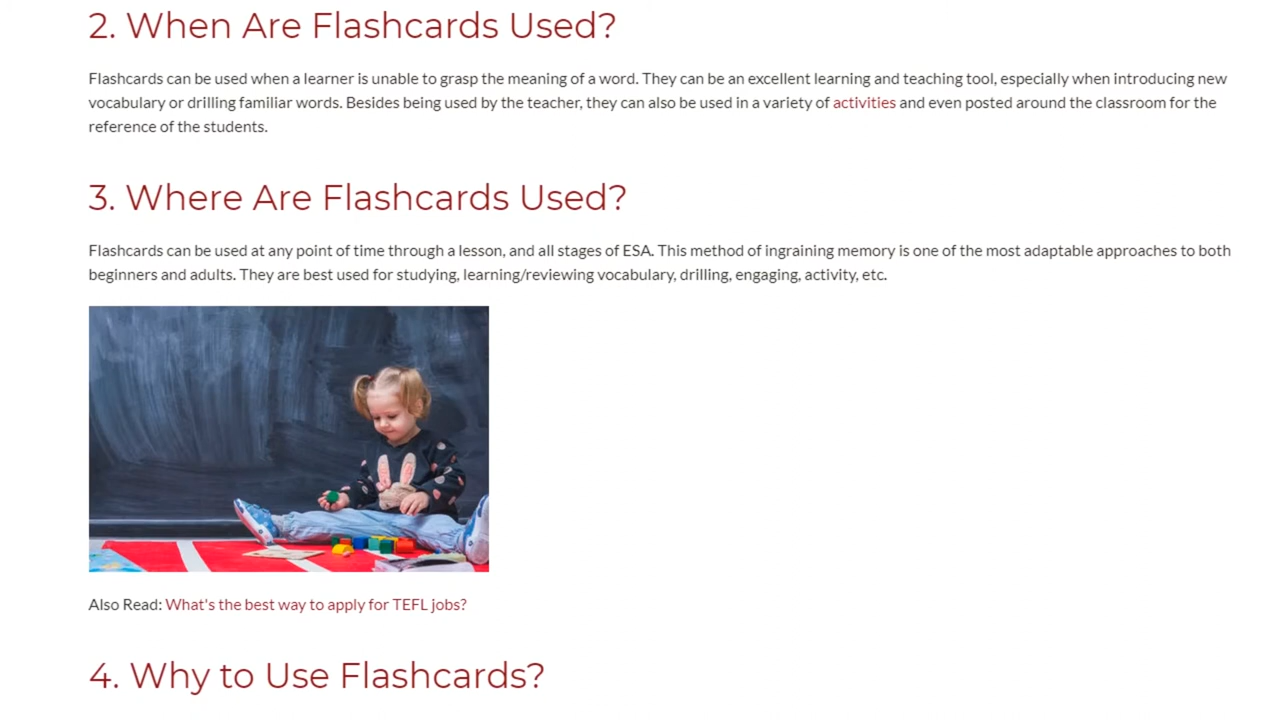 2. When Are Flashcards Used?
Flashcards can be used when a learner is unable to grasp the meaning of a word. They can be an excellent learning and teaching tool, especially when introducing new
vocabulary or drilling familiar words. Besides being used by the teacher, they can also be used in a variety of activities and even posted around the classroom for the
reference of the students.
3. Where Are Flashcards Used?
Flashcards can be used at any point of time through a lesson, and all stages of ESA. This method of ingraining memory is one of the most adaptable approaches to both
beginners and adults. They are best used for studying, learning/reviewing vocabulary, drilling, engaging, activity, etc.
Also Read: What's the best way to apply for TEFL jobs?
4. Why to Use Flashcards?